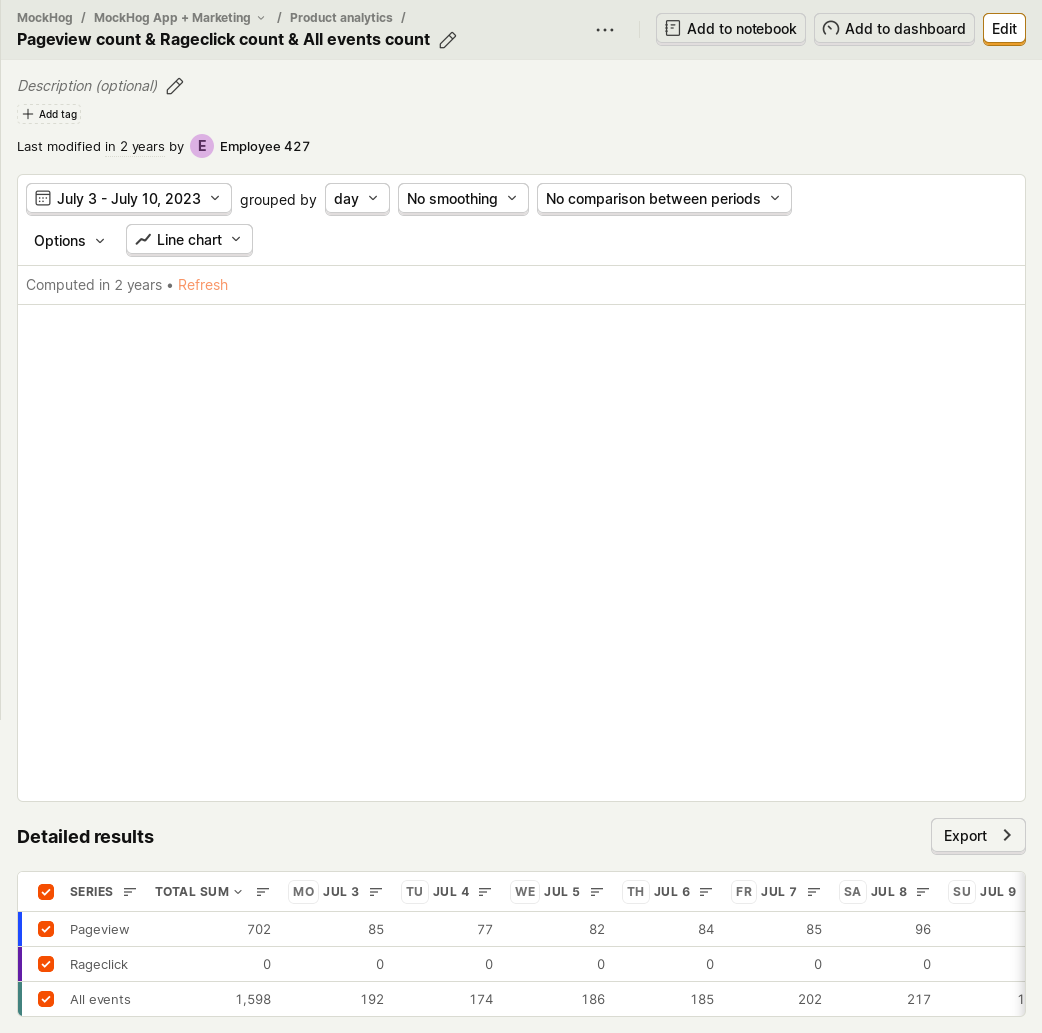 MockHog / MockHog App + Marketing / Product analytics /
Pageview count & Rageclick count & All events count
Add to notebook
Add to dashboard
Edit
Description (optional)
Add tag
Last modified in 2 years by E Employee 427
July 3 - July 10, 2023 grouped by day No smoothing No comparison between periods
Options Line chart
Computed in 2 years • Refresh
Detailed results
Export
SERIES TOTAL SUM MO JUL 3 TU JUL 4 WE JUL 5 TH JUL 6 FR JUL 7 SA JUL 8 SU JUL 9
Pageview 702 85 77 82 84 85 96
Rageclick 0 0 0 0 0 0 0
All events 1,598 192 174 186 185 202 217